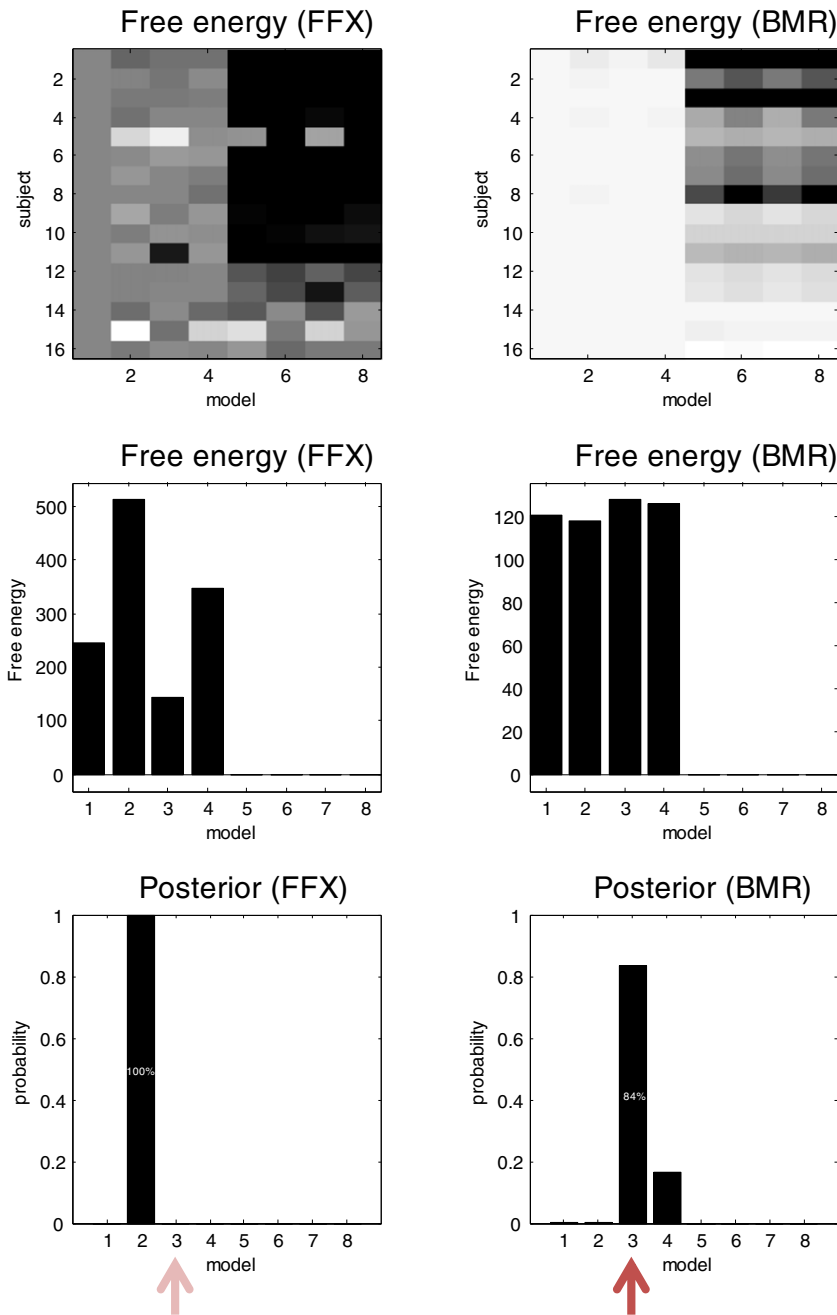 Free energy (FFX)
Free energy (BMR)
subject
2
4
6
8
10
12
14
16
2 4 6 8
model
subject
2
4
6
8
10
12
14
16
2 4 6 8
model
Free energy (FFX)
Free energy (BMR)
Free energy
500
400
300
200
100
0
1 2 3 4 5 6 7 8
model
Free energy
120
100
80
60
40
20
0
1 2 3 4 5 6 7 8
model
Posterior (FFX)
Posterior (BMR)
probability
1
0.8
0.6
0.4
0.2
0
100%
1 2 3 4 5 6 7 8
model
probability
1
0.8
0.6
0.4
0.2
0
84%
1 2 3 4 5 6 7 8
model